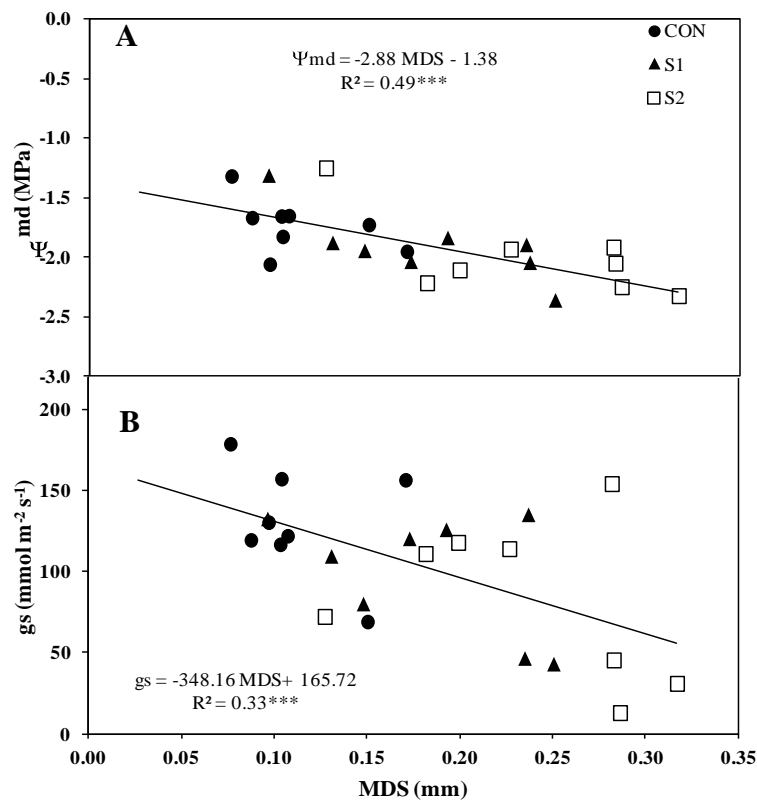 0.0
A
CON
Ψmd = -2.88 MDS - 1.38
R² = 0.49***
S1
S2
-0.5
-1.0
-1.5
-2.0
-2.5
-3.0
Ψ md (MPa)
B
200
150
100
50
0
gs (mmol m-2 s-1)
gs = -348.16 MDS+ 165.72
R² = 0.33***
0.00 0.05 0.10 0.15 0.20 0.25 0.30 0.35
MDS (mm)